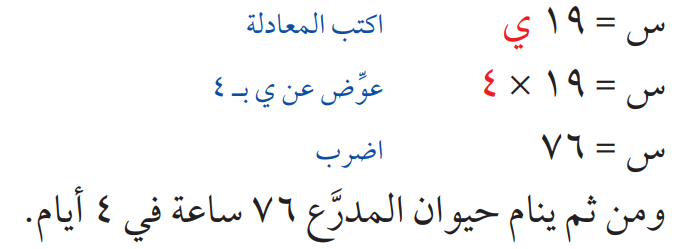 س = ١٩ ي اكتب المعادلة
س = ١٩ × ٤ عوِّض عن ي بـ ٤
س = ٧٦ اضرب
ومن ثم ينام حيوان المدرَّع ٧٦ ساعة في ٤ أيام.